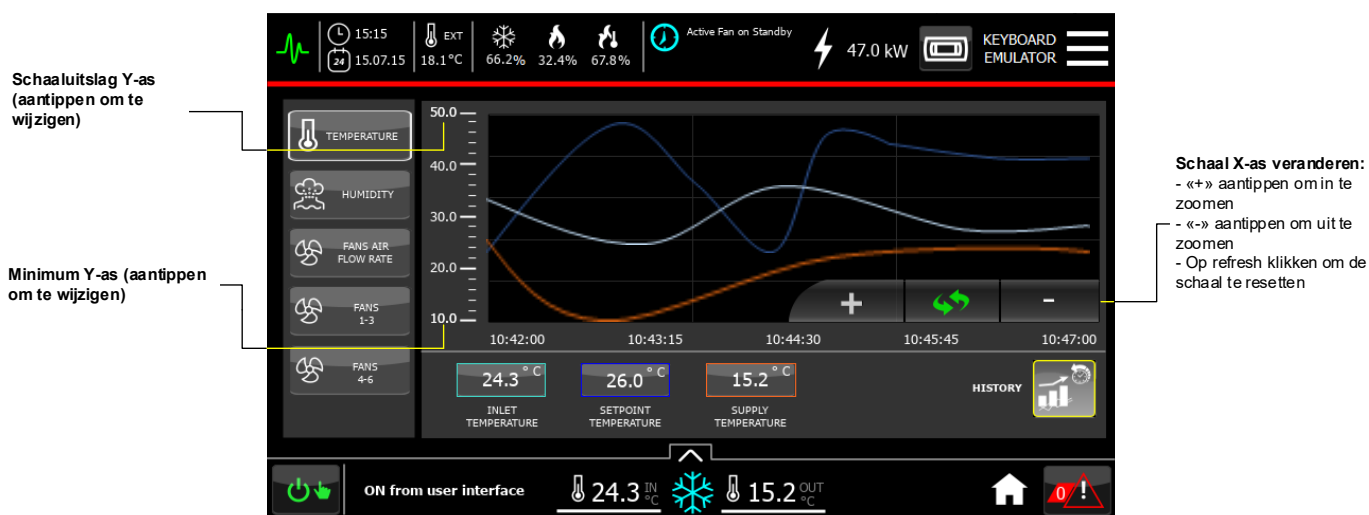 15:15
15.07.15
24
EXT
18.1°C
66.2%
32.4%
67.8%
Active Fan on Standby
47.0 kW
KEYBOARD
EMULATOR
Schaaluitslag Y-as
(aantippen om te
wijzigen)
Minimum Y-as (aantippen
om te wijzigen)
TEMPERATURE
HUMIDITY
FANS AIR
FLOW RATE
FANS
1-3
FANS
4-6
50.0
40.0
30.0
20.0
10.0
+
-
10:42:00
10:43:15
10:44:30
10:45:45
10:47:00
24.3 °C
26.0 °C
15.2 °C
INLET
TEMPERATURE
SETPOINT
TEMPERATURE
SUPPLY
TEMPERATURE
HISTORY
Schaal X-as veranderen:
- «+» aantippen om in te
zoomen
- «-» aantippen om uit te
zoomen
- Op refresh klikken om de
schaal te resetten
ON from user interface
24.3 IN °C
15.2 OUT °C
0
!